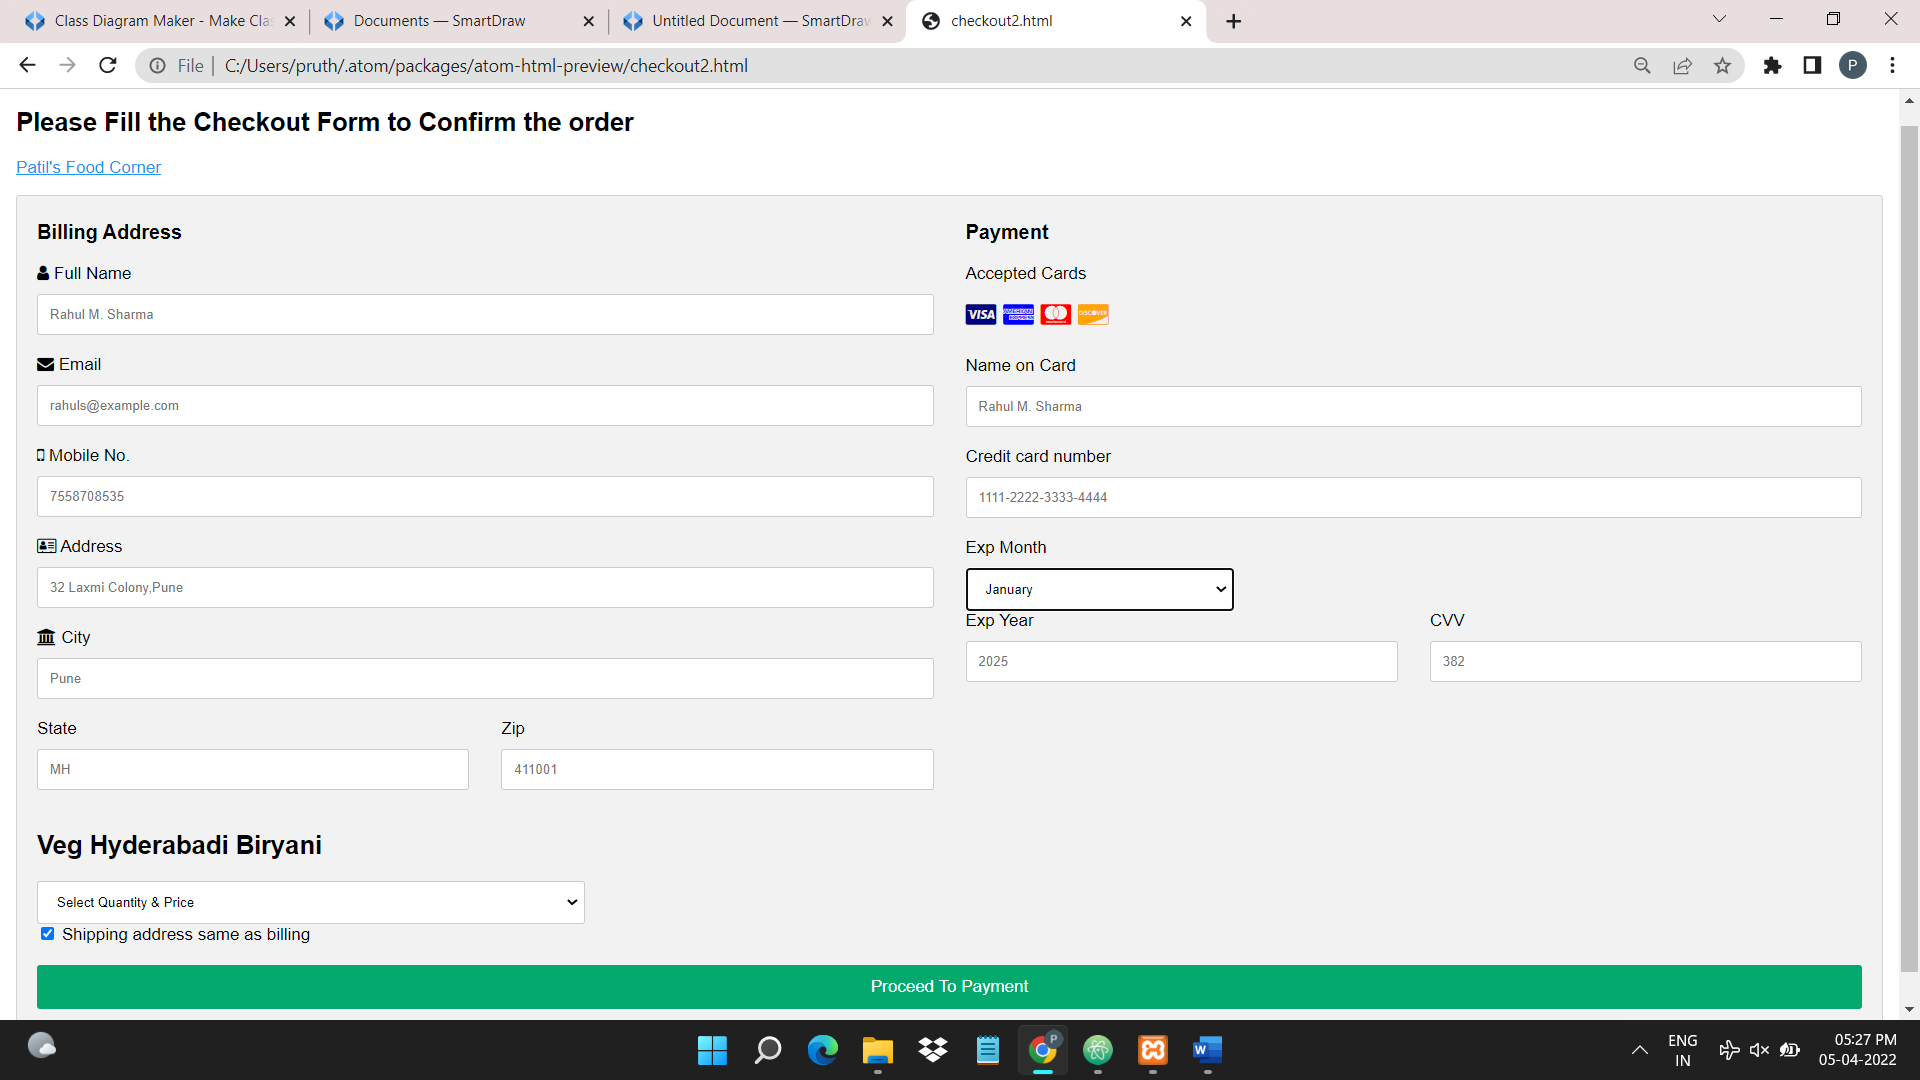 Class Diagram Maker - Make Clas
Documents — SmartDraw
Untitled Document — SmartDraw
checkout2.html
File
C:/Users/pruth/.atom/packages/atom-html-preview/checkout2.html
P
Please Fill the Checkout Form to Confirm the order
Patil's Food Corner
Billing Address
Full Name
Rahul M. Sharma
Email
rahuls@example.com
Mobile No.
7558708535
Address
32 Laxmi Colony,Pune
City
Pune
State
Zip
MH
411001
Payment
Accepted Cards
VISA
AMERICAN EXPRESS
DISCOVER
Name on Card
Rahul M. Sharma
Credit card number
1111-2222-3333-4444
Exp Month
January
Exp Year
CVV
2025
382
Veg Hyderabadi Biryani
Select Quantity & Price
Shipping address same as billing
Proceed To Payment
P
W
ENG
IN
05:27 PM
05-04-2022